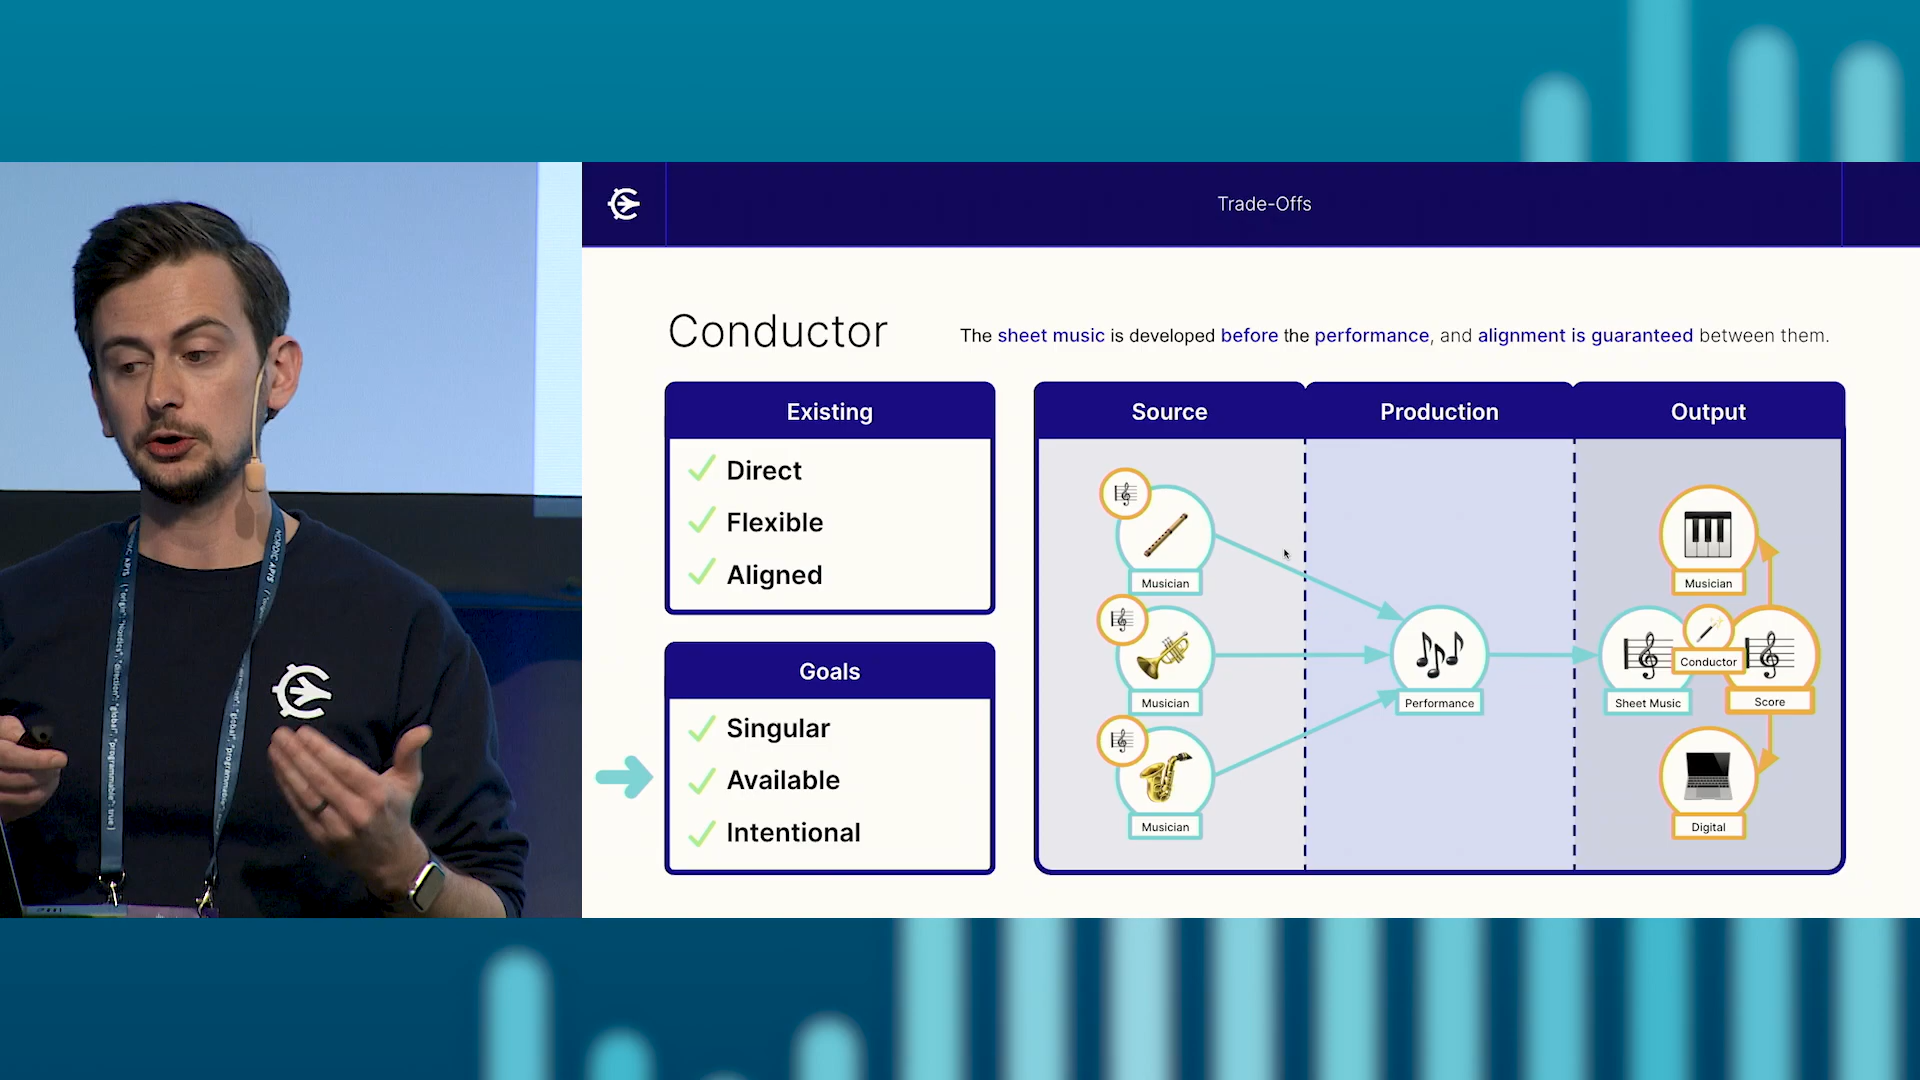 Trade-Offs
Conductor
The sheet music is developed before the performance, and alignment is guaranteed between them.
Existing
Direct
Flexible
Aligned
Goals
Singular
Available
Intentional
Source
Production
Output
Musician
Musician
Musician
Performance
Musician
Sheet Music
Conductor
Score
Digital
NORDIC APIS